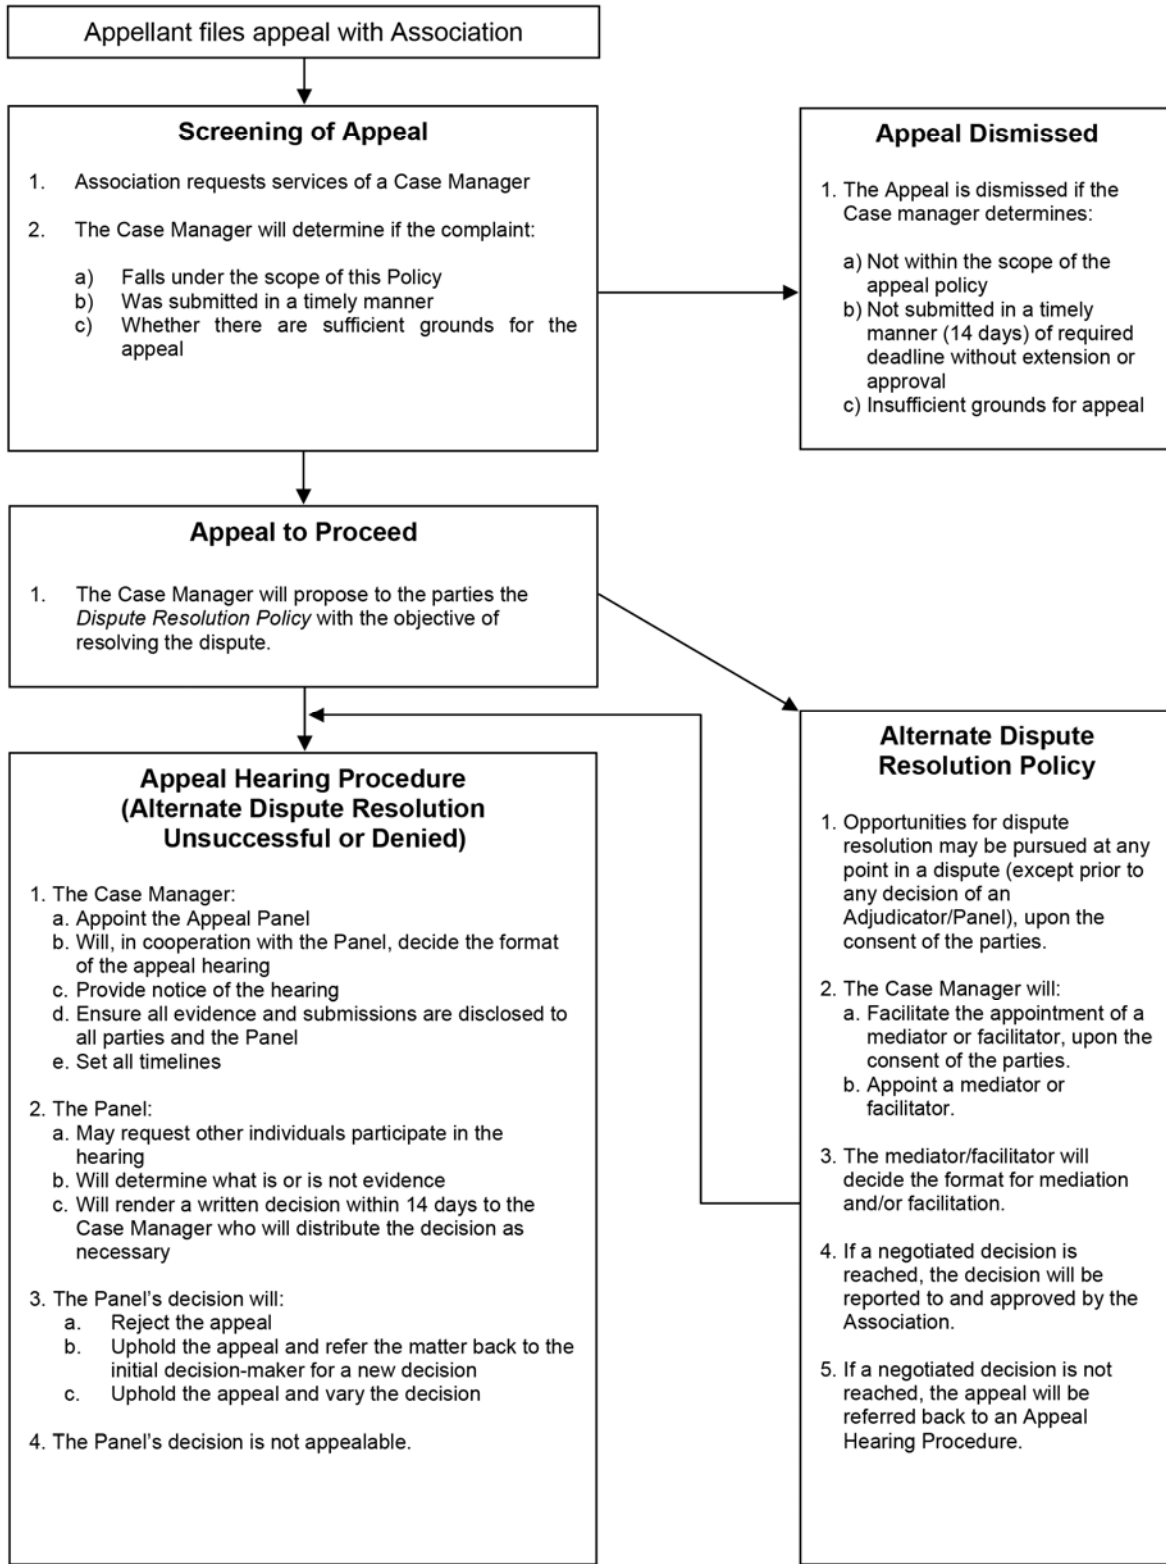 Appellant files appeal with Association
Screening of Appeal
1. Association requests services of a Case Manager
2. The Case Manager will determine if the complaint:
a) Falls under the scope of this Policy
b) Was submitted in a timely manner
c) Whether there are sufficient grounds for the
appeal
Appeal Dismissed
1. The Appeal is dismissed if the
Case manager determines:
a) Not within the scope of the
appeal policy
b) Not submitted in a timely
manner (14 days) of required
deadline without extension or
approval
c) Insufficient grounds for appeal
Appeal to Proceed
1. The Case Manager will propose to the parties the
Dispute Resolution Policy with the objective of
resolving the dispute.
Appeal Hearing Procedure
(Alternate Dispute Resolution
Unsuccessful or Denied)
1. The Case Manager:
a. Appoint the Appeal Panel
b. Will, in cooperation with the Panel, decide the format
of the appeal hearing
c. Provide notice of the hearing
d. Ensure all evidence and submissions are disclosed to
all parties and the Panel
e. Set all timelines
2. The Panel:
a. May request other individuals participate in the
hearing
b. Will determine what is or is not evidence
c. Will render a written decision within 14 days to the
Case Manager who will distribute the decision as
necessary
3. The Panel's decision will:
a. Reject the appeal
b. Uphold the appeal and refer the matter back to the
initial decision-maker for a new decision
c. Uphold the appeal and vary the decision
4. The Panel's decision is not appealable.
Alternate Dispute
Resolution Policy
1. Opportunities for dispute
resolution may be pursued at any
point in a dispute (except prior to
any decision of an
Adjudicator/Panel), upon the
consent of the parties.
2. The Case Manager will:
a. Facilitate the appointment of a
mediator or facilitator, upon the
consent of the parties.
b. Appoint a mediator or
facilitator.
3. The mediator/facilitator will
decide the format for mediation
and/or facilitation.
4. If a negotiated decision is
reached, the decision will be
reported to and approved by the
Association.
5. If a negotiated decision is not
reached, the appeal will be
referred back to an Appeal
Hearing Procedure.